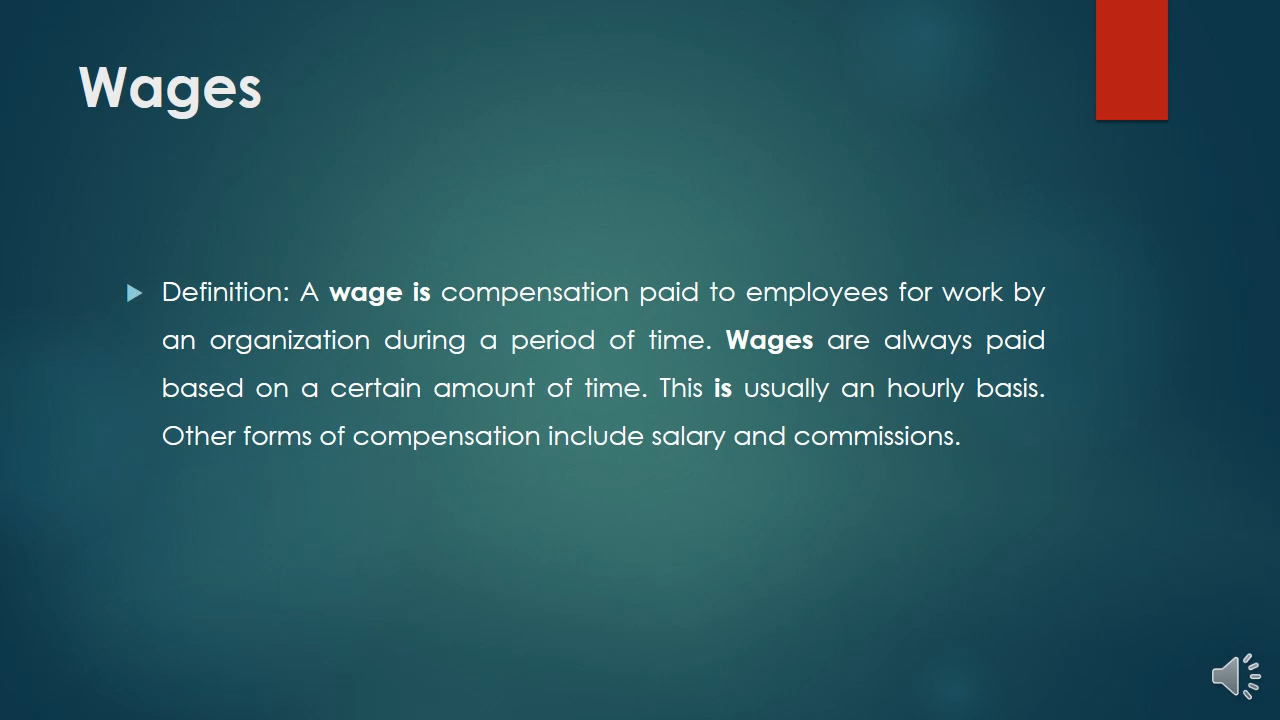 Wages
Definition: A wage is compensation paid to employees for work by
an organization during a period of time. Wages are always paid
based on a certain amount of time. This is usually an hourly basis.
Other forms of compensation include salary and commissions.